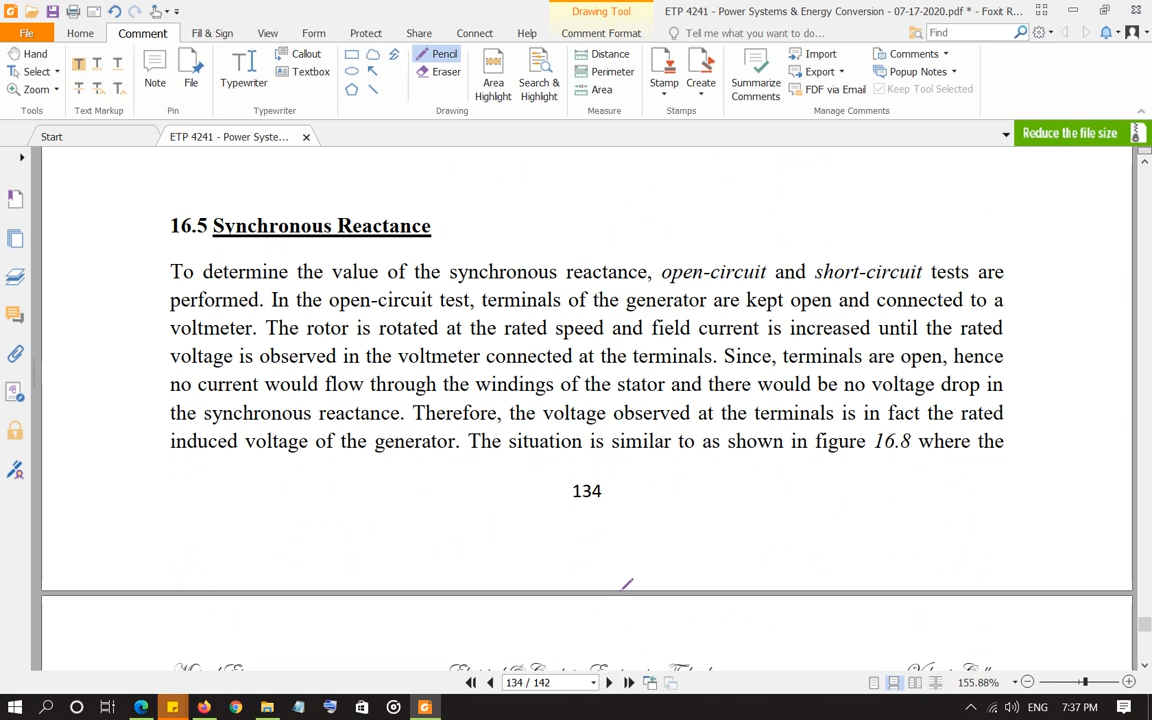 ETP 4241 - Power Systems & Energy Conversion - 07-17-2020.pdf * - Foxit R...
Drawing Tool
File Home Comment Fill & Sign View Form Protect Share Connect Help Comment Format Tell me what you want to do... Find
Hand
Select
Zoom
Tools
T T T
T T T
Text Markup
Note
File
Pin
Typewriter
Callout
Textbox
Typewriter
Pencil
Eraser
Area Highlight
Search & Highlight
Drawing
Distance
Perimeter
Area
Measure
Stamp
Create
Stamps
Summarize Comments
Import
Export
FDF via Email
Comments
Popup Notes
Keep Tool Selected
Manage Comments
Start
ETP 4241 - Power Syste...
Reduce the file size
16.5 Synchronous Reactance
To determine the value of the synchronous reactance, open-circuit and short-circuit tests are
performed. In the open-circuit test, terminals of the generator are kept open and connected to a
voltmeter. The rotor is rotated at the rated speed and field current is increased until the rated
voltage is observed in the voltmeter connected at the terminals. Since, terminals are open, hence
no current would flow through the windings of the stator and there would be no voltage drop in
the synchronous reactance. Therefore, the voltage observed at the terminals is in fact the rated
induced voltage of the generator. The situation is similar to as shown in figure 16.8 where the
134
134 / 142
155.88%
ENG 7:37 PM